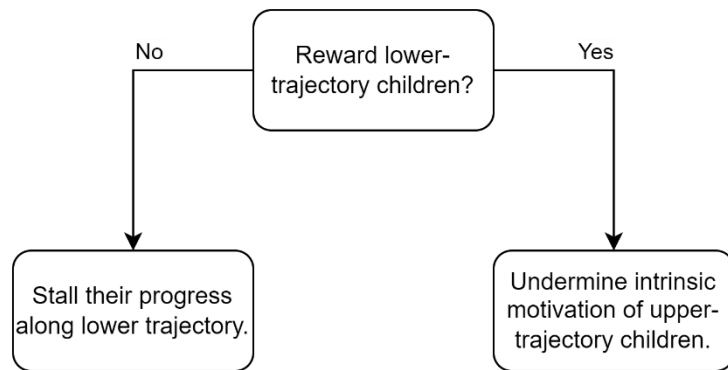 No
Reward lower-
trajectory children?
Yes
Stall their progress
along lower trajectory.
Undermine intrinsic
motivation of upper-
trajectory children.